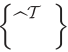 { ^𝒯 }